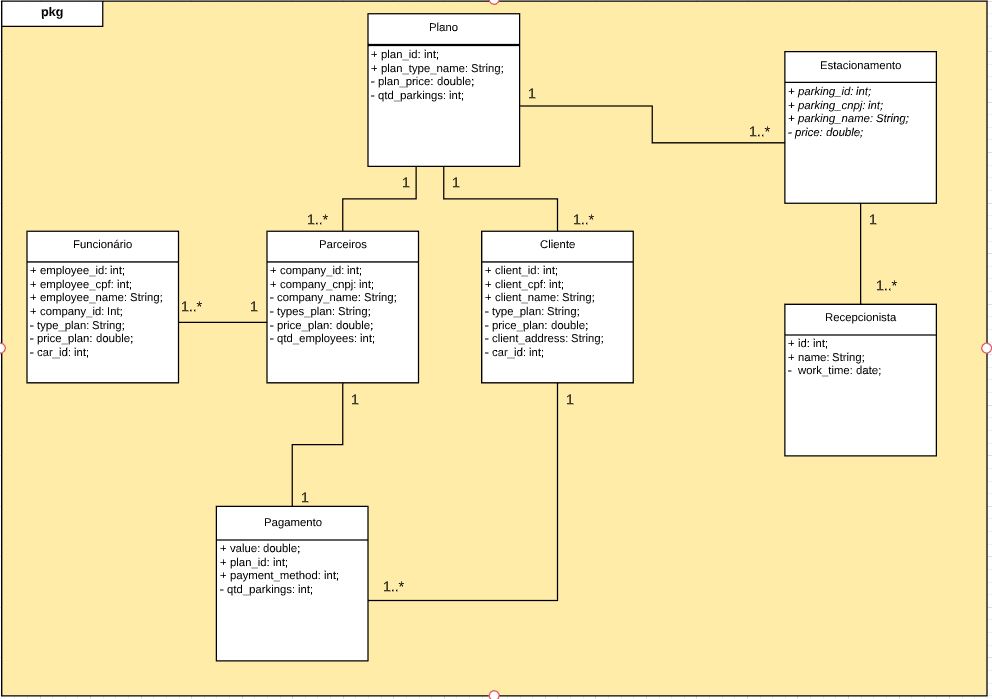 pkg
Plano
+ plan_id: int;
+ plan_type_name: String;
- plan_price: double;
- qtd_parkings: int;
Estacionamento
+ parking_id: int;
+ parking_cnpj: int;
+ parking_name: String;
- price: double;
1
1..*
1
1
1..*
1..*
1
1..*
Funcionário
+ employee_id: int;
+ employee_cpf: int;
+ employee_name: String;
+ company_id: Int;
- type_plan: String;
- price_plan: double;
- car_id: int;
1..*
1
Parceiros
+ company_id: int;
+ company_cnpj: int;
- company_name: String;
- types_plan: String;
- price_plan: double;
- qtd_employees: int;
Cliente
+ client_id: int;
+ client_cpf: int;
+ client_name: String;
- type_plan: String;
- price_plan: double;
- client_address: String;
- car_id: int;
Recepcionista
+ id: int;
+ name: String;
- work_time: date;
1
1
1
1..*
Pagamento
+ value: double;
+ plan_id: int;
+ payment_method: int;
- qtd_parkings: int;